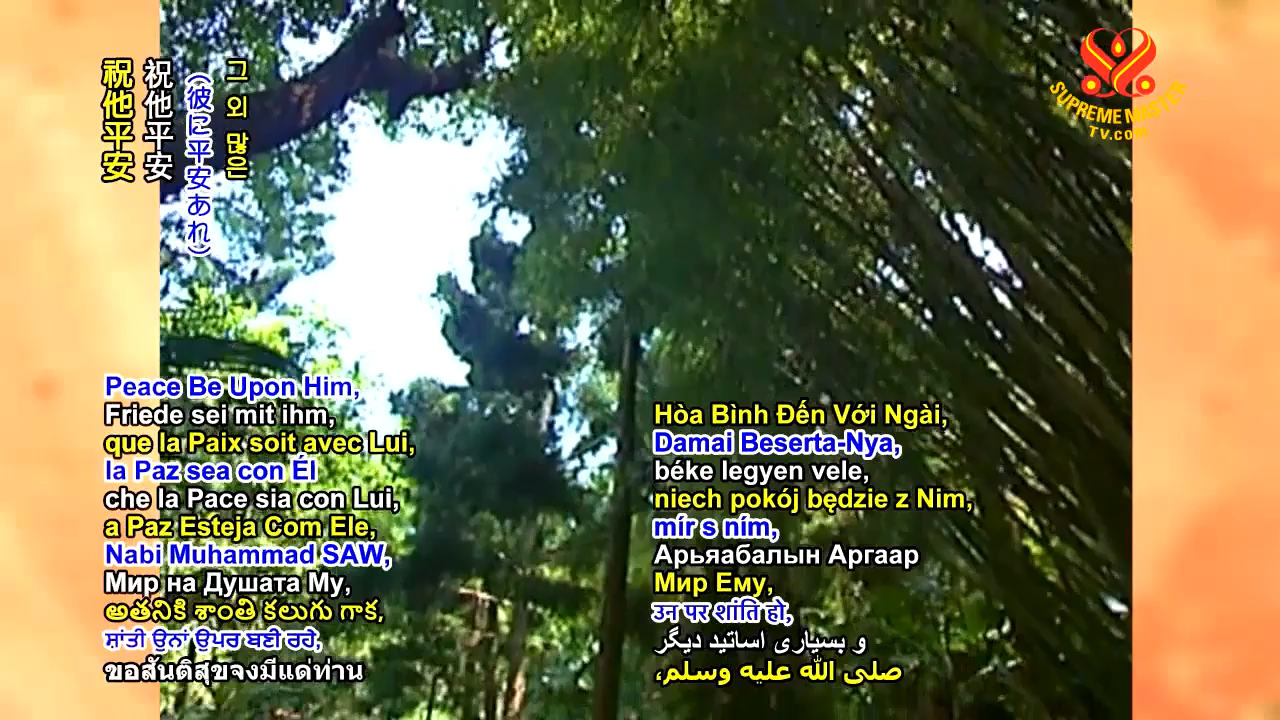 祝他平安
祝他平安
(彼に平安あれ)
그 외 많은
SUPREME MASTER
TV.com
Peace Be Upon Him,
Friede sei mit ihm,
que la Paix soit avec Lui,
la Paz sea con Él
che la Pace sia con Lui,
a Paz Esteja Com Ele,
Nabi Muhammad SAW,
Мир на Душата Му,
అతనికి శాంతి కలుగు గాక,
ਸ਼ਾਂਤੀ ਉਨਾਂ ਉਪਰ ਬਣੀ ਰਹੇ,
ขอสันติสุขจงมีแด่ท่าน
Hòa Bình Đến Với Ngài,
Damai Beserta-Nya,
béke legyen vele,
niech pokój będzie z Nim,
mír s ním,
Арьяабалын Аргаар
Мир Ему,
उन पर शांति हो,
و بسیاری اساتید دیگر
صلى الله عليه وسلم،